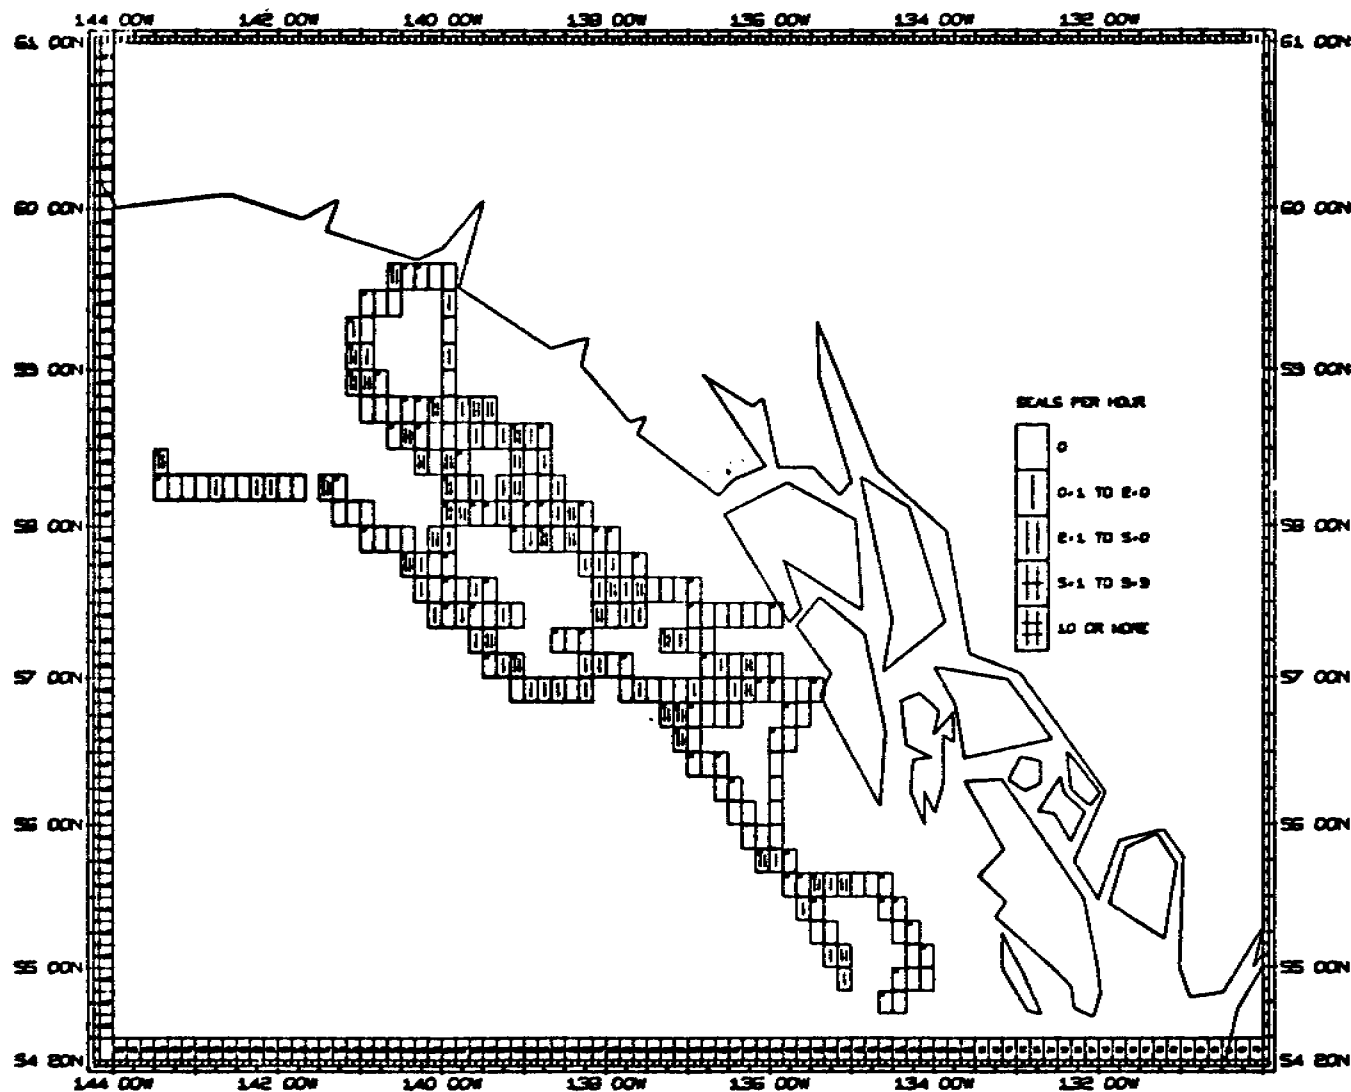 144 00W 142 00W 140 00W 138 00W 136 00W 134 00W 132 00W
61 00N 61 00N
60 00N 60 00N
59 00N 59 00N
SEALS PER HOUR
0
0.1 TO 2.0
2.1 TO 5.0
5.1 TO 9.9
10 OR MORE
58 00N 58 00N
57 00N 57 00N
56 00N 56 00N
55 00N 55 00N
54 20N 54 20N
144 00W 142 00W 140 00W 138 00W 136 00W 134 00W 132 00W